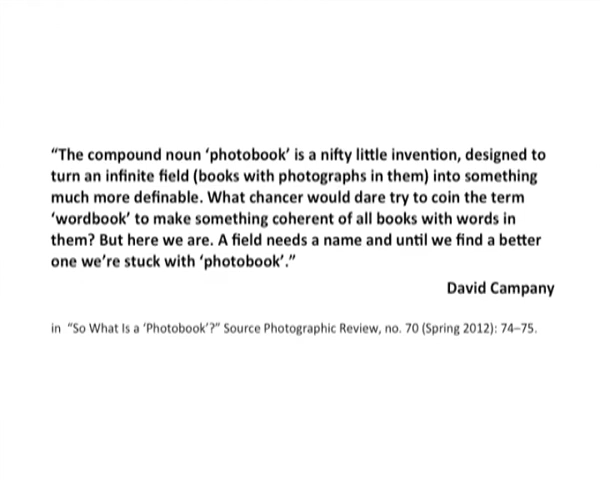 “The compound noun ‘photobook’ is a nifty little invention, designed to
turn an infinite field (books with photographs in them) into something
much more definable. What chancer would dare try to coin the term
‘wordbook’ to make something coherent of all books with words in
them? But here we are. A field needs a name and until we find a better
one we’re stuck with ‘photobook’.”
David Campany
in “So What Is a ‘Photobook’?” Source Photographic Review, no. 70 (Spring 2012): 74–75.